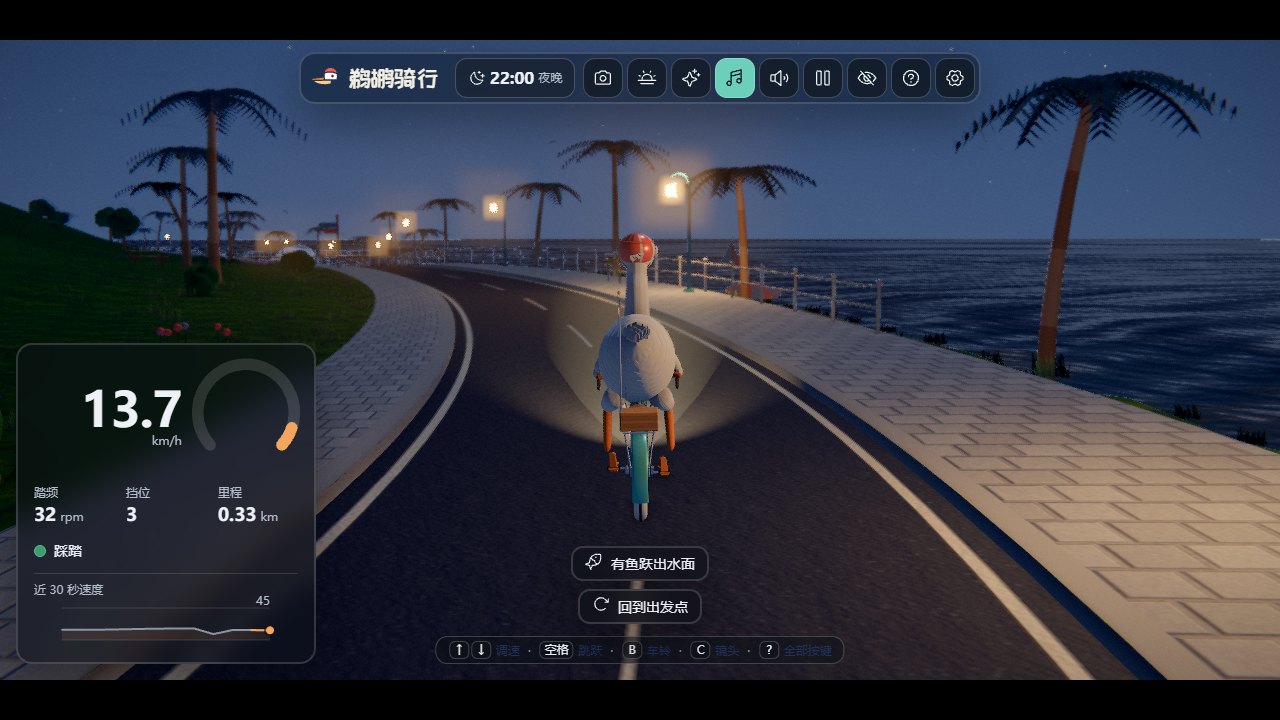 鹈鹕骑行
22:00 夜晚
13.7
km/h
踏频 挡位 里程
32 rpm 3 0.33 km
踩踏
近 30 秒速度
45
有鱼跃出水面
回到出发点
↑ ↓ 调速 · 空格 跳跃 · B 车铃 · C 镜头 · ? 全部按键